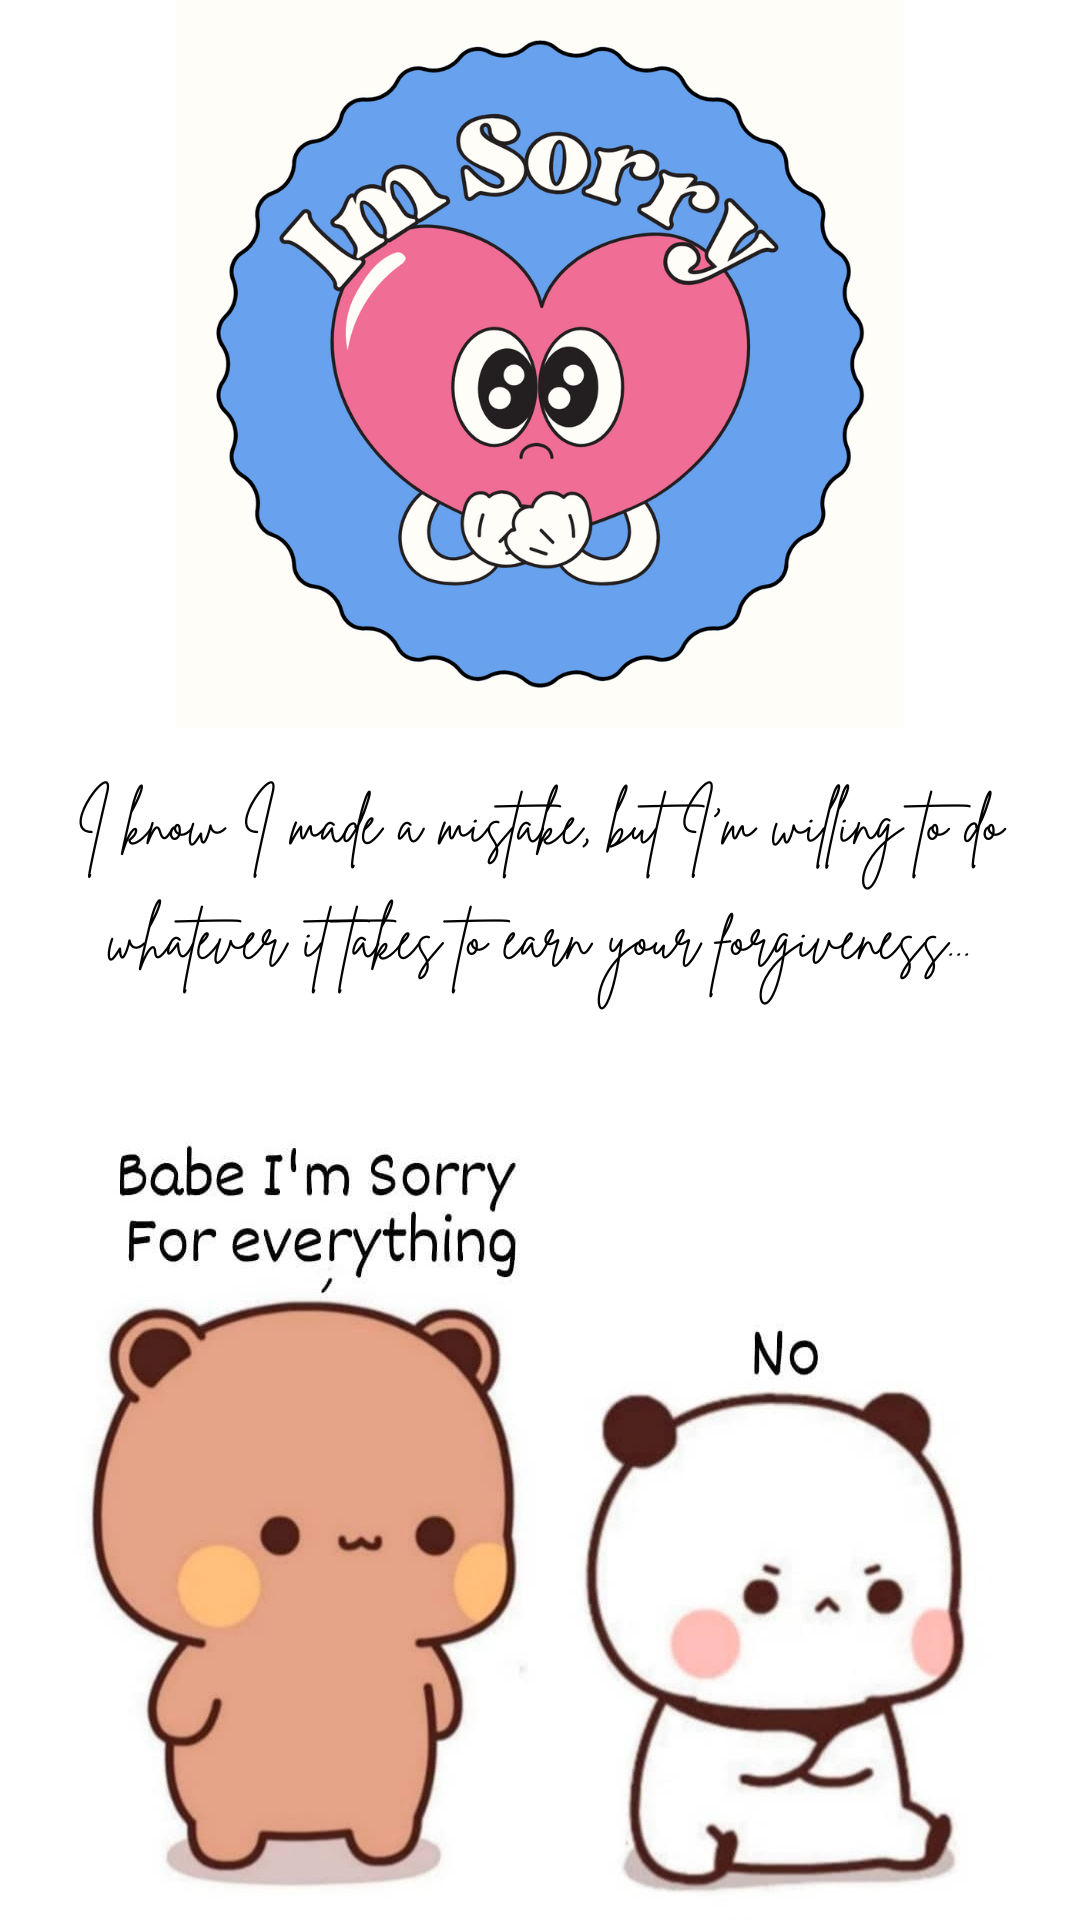 Im Sorry
I know I made a mistake, but I'm willing to do
whatever it takes to earn your forgiveness...
Babe I'm Sorry
For everything
No